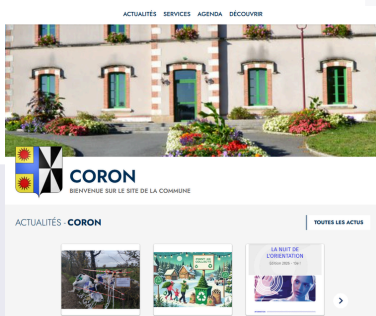 ACTUALITÉS SERVICES AGENDA DÉCOUVRIR
CORON
BIENVENUE SUR LE SITE DE LA COMMUNE
ACTUALITÉS - CORON
TOUTES LES ACTUS
LA NUIT DE
L'ORIENTATION